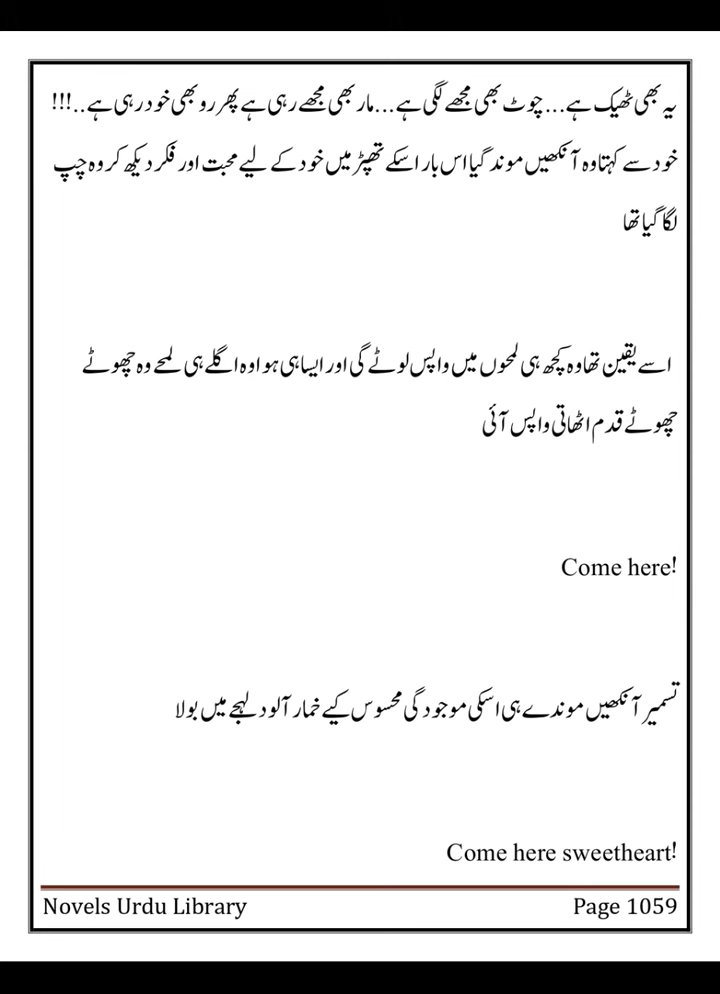 یہ بھی ٹھیک ہے...چوٹ بھی مجھے لگی ہے...مار بھی مجھے رہی ہے پھر رو بھی خود رہی ہے..!!!
خود سے کہتا وہ آنکھیں موند گیا اس بار اسکے تھپڑ میں خود کے لیے محبت اور فکر دیکھ کر وہ چپ
لگا گیا تھا
اسے یقین تھا وہ کچھ ہی لمحوں میں واپس لوٹے گی اور ایسا ہی ہوا وہ اگلے ہی لمحے وہ چھوٹے
چھوٹے قدم اٹھاتی واپس آئی
Come here!
تسمیر آنکھیں موندے ہی اسکی موجودگی محسوس کیے خمار آلود لہجے میں بولا
Come here sweetheart!
Novels Urdu Library Page 1059